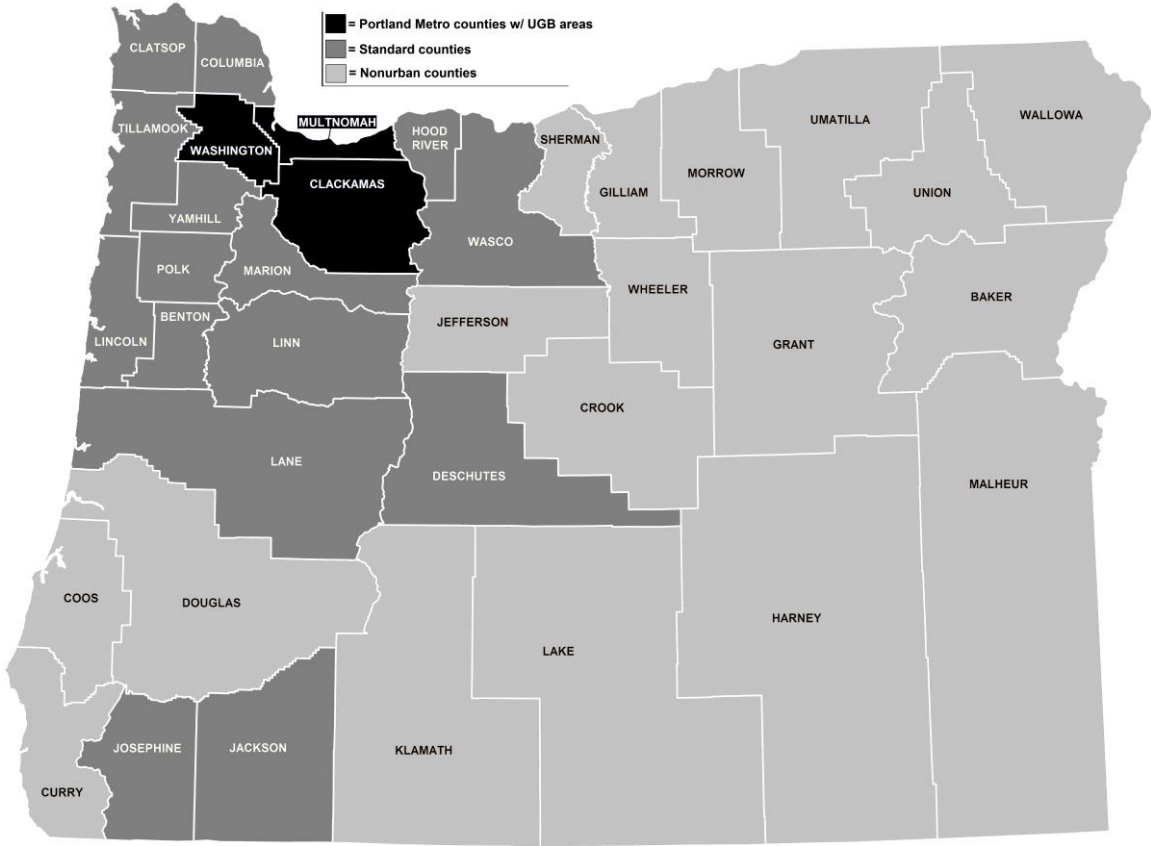 = Portland Metro counties w/ UGB areas
= Standard counties
= Nonurban counties
CLATSOP
COLUMBIA
TILLAMOOK
WASHINGTON
MULTNOMAH
HOOD
RIVER
SHERMAN
UMATILLA
WALLOWA
CLACKAMAS
GILLIAM
MORROW
UNION
YAMHILL
WASCO
POLK
MARION
WHEELER
BAKER
LINCOLN
BENTON
LINN
JEFFERSON
GRANT
CROOK
LANE
DESCHUTES
MALHEUR
COOS
DOUGLAS
HARNEY
LAKE
JOSEPHINE
JACKSON
KLAMATH
CURRY